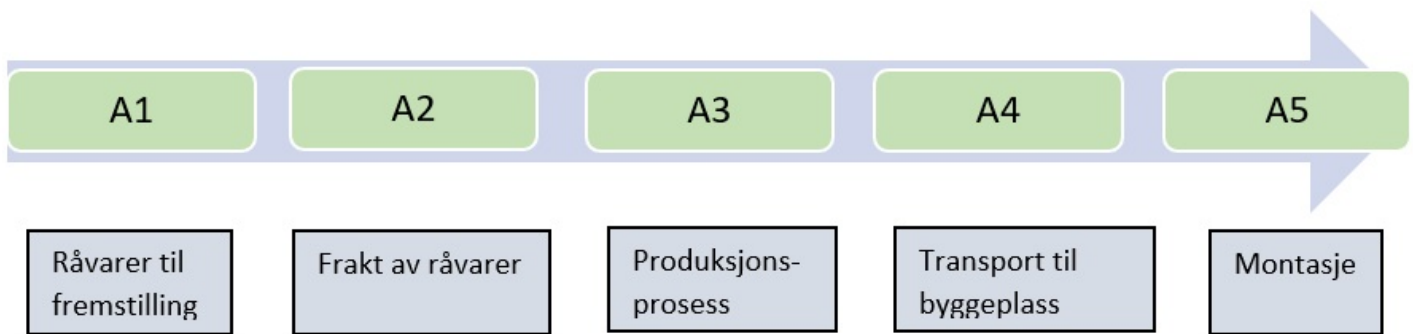 A1
A2
A3
A4
A5
Råvarer til
fremstilling
Frakt av råvarer
Produksjons-
prosess
Transport til
byggeplass
Montasje